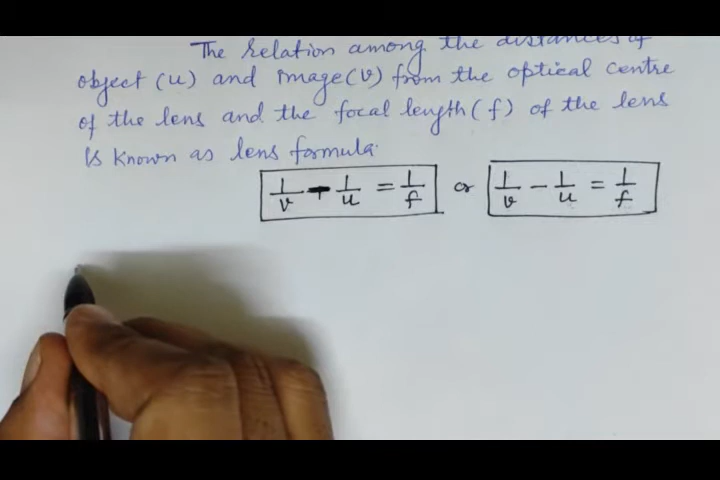 The relation among the distances of
object (u) and image(v) from the optical centre
of the lens and the focal length(f) of the lens
is known as lens formula.
1/v - 1/u = 1/f or 1/v - 1/u = 1/f